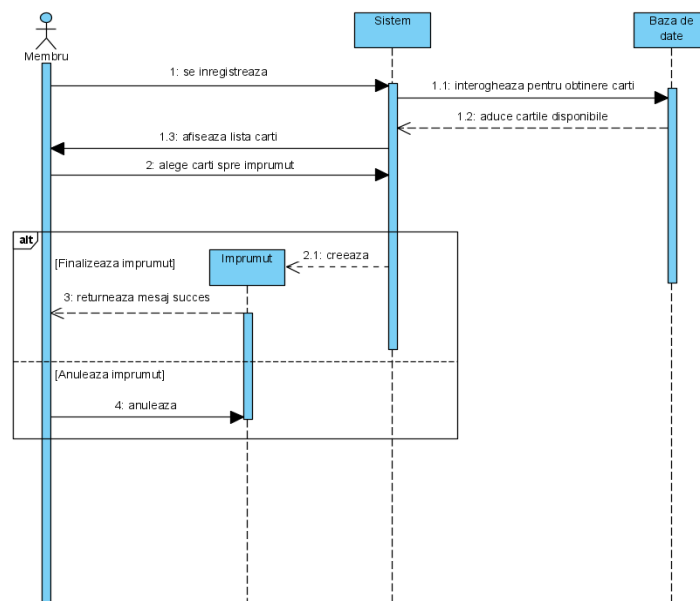 Membru
Sistem
Baza de
date
1: se inregistreaza
1.1: interogheaza pentru obtinere carti
1.2: aduce cartile disponibile
1.3: afiseaza lista carti
2: alege carti spre imprumut
alt
[Finalizeaza imprumut]
Imprumut
2.1: creeaza
3: returneaza mesaj succes
[Anuleaza imprumut]
4: anuleaza